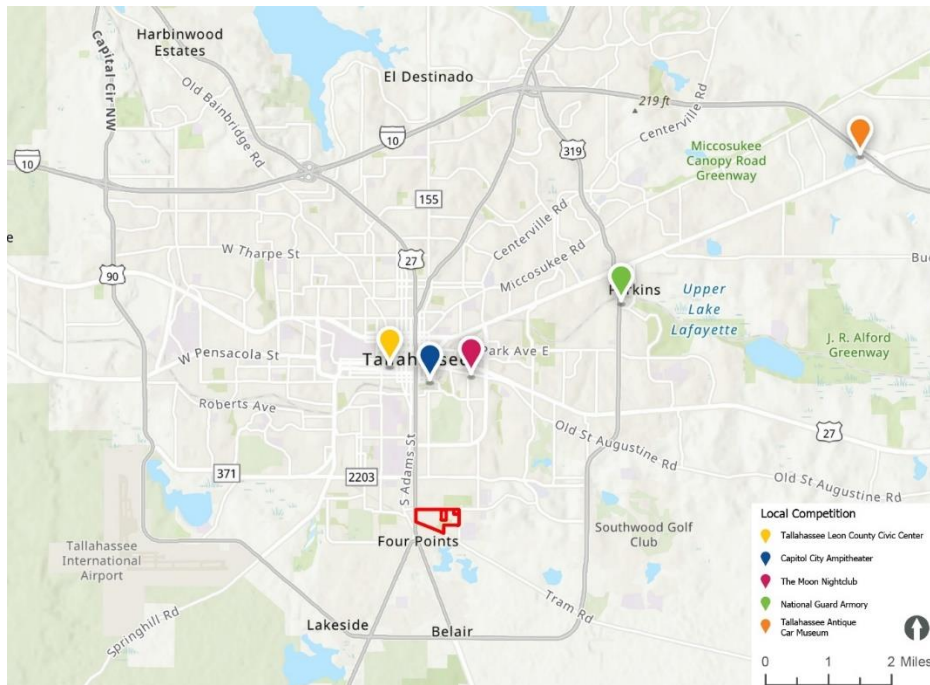 Harbinwood
Estates
Capital Cir NW
Old Bainbridge Rd
El Destinado
219 ft
Centerville Rd
10
10
319
Miccosukee
Canopy Road
Greenway
155
Centerville Rd
W Tharpe St
27
Miccosukee Rd
90
Upper
Lake
Lafayette
J. R. Alford
Greenway
W Pensacola St
Park Ave E
Roberts Ave
S Adams St
Old St Augustine Rd
27
371
2203
Old St Augustine Rd
Four Points
Southwood Golf
Club
Tallahassee
International
Airport
Springhill Rd
Tram Rd
Lakeside
Belair
Local Competition
Tallahassee Leon County Civic Center
Capitol City Ampitheater
The Moon Nightclub
National Guard Armory
Tallahassee Antique
Car Museum
0 1 2 Miles